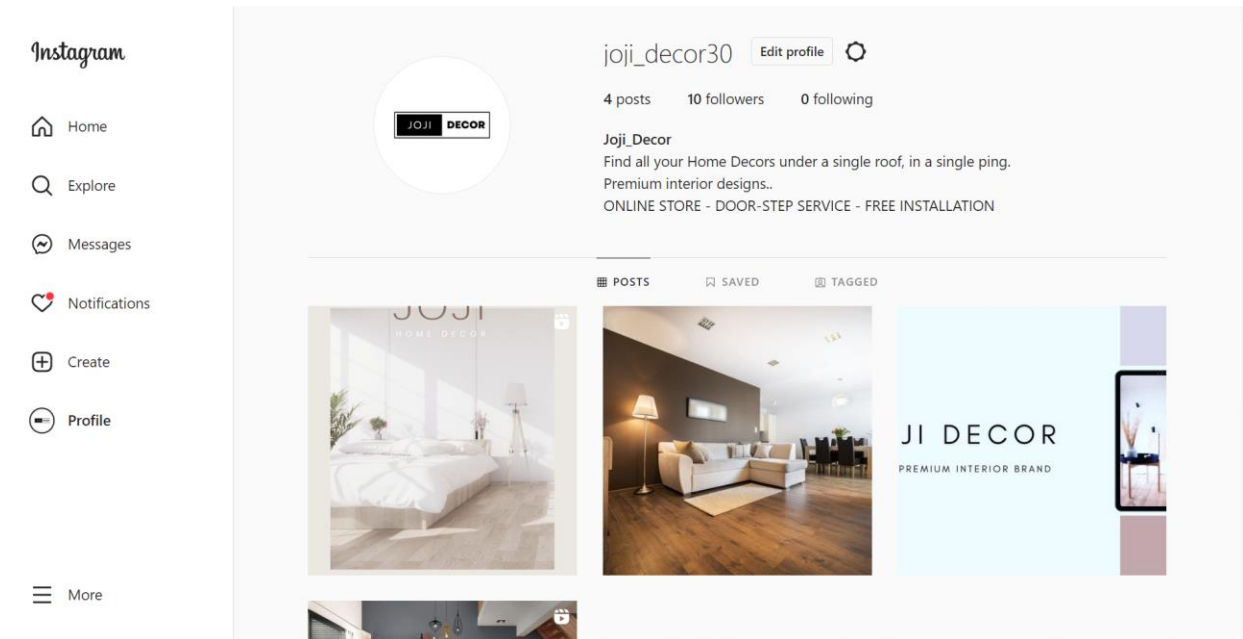 Instagram
Home
Explore
Messages
Notifications
Create
Profile
More
JOJI DECOR
joji_decor30 Edit profile
4 posts 10 followers 0 following
Joji_Decor
Find all your Home Decors under a single roof, in a single ping.
Premium interior designs..
ONLINE STORE - DOOR-STEP SERVICE - FREE INSTALLATION
POSTS SAVED TAGGED
JOJI
HOME DECOR
JI DECOR
PREMIUM INTERIOR BRAND